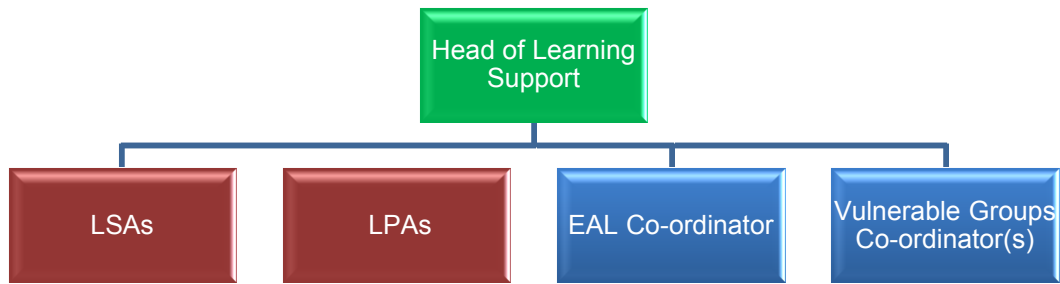 Head of Learning
Support
LSAs
LPAs
EAL Co-ordinator
Vulnerable Groups
Co-ordinator(s)